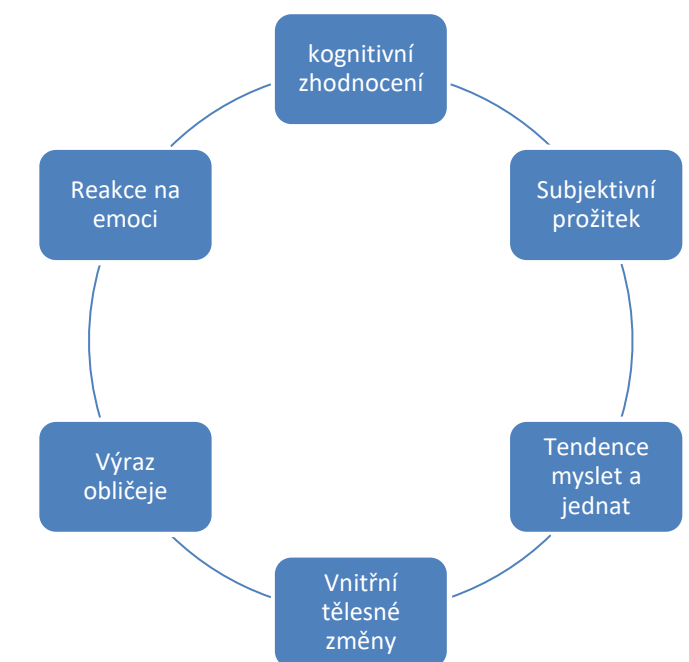 kognitivní
zhodnocení
Subjektivní
prožitek
Tendence
myslet a
jednat
Vnitřní
tělesné
změny
Výraz
obličeje
Reakce na
emoci